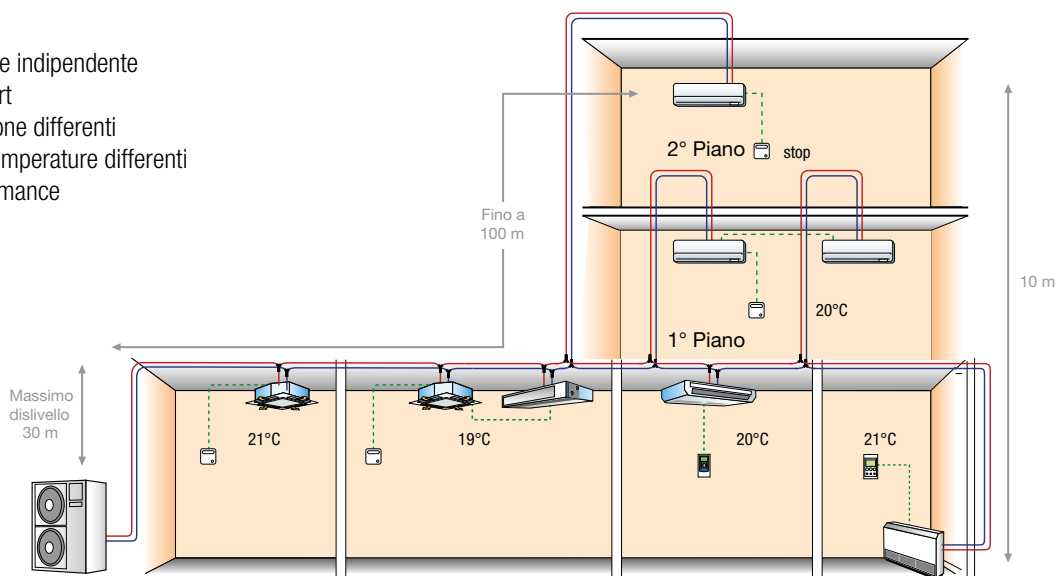 e indipendente
rt
one differenti
emperature differenti
mance
2° Piano
stop
Fino a
100 m
10 m
20°C
1° Piano
Massimo
dislivello
30 m
21°C
19°C
20°C
21°C